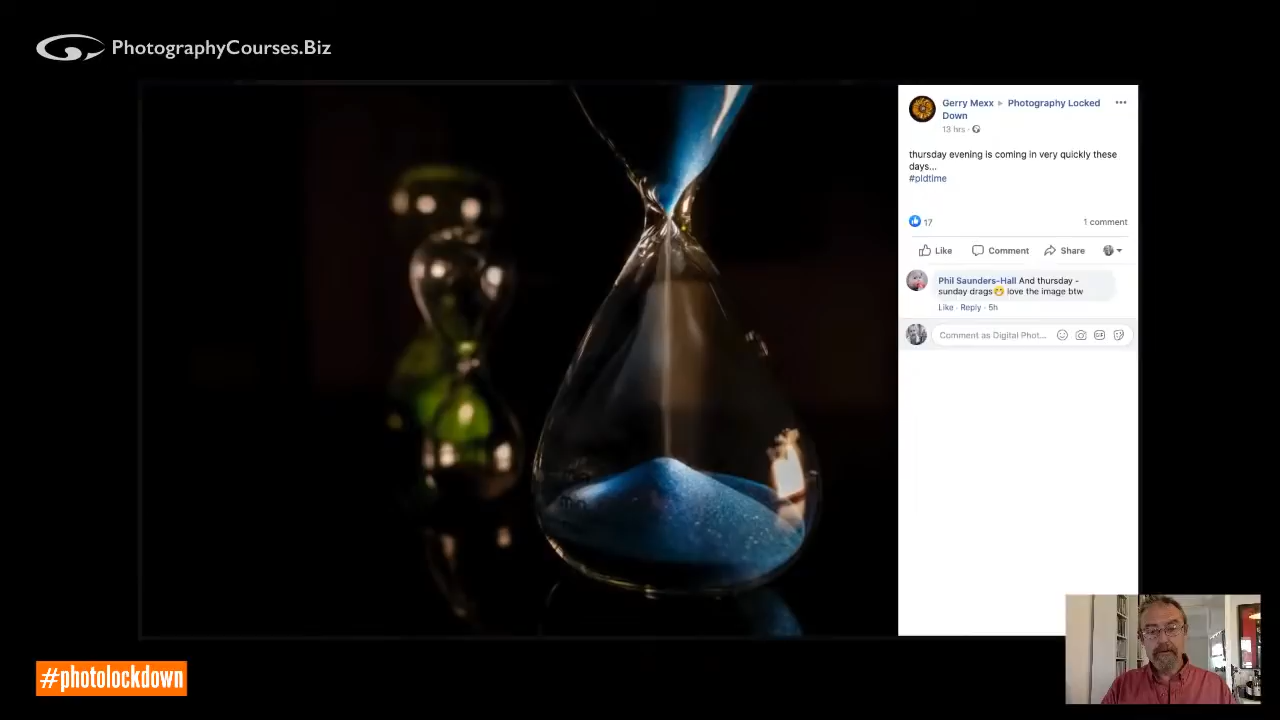 PhotographyCourses.Biz
Gerry Mexx ▸ Photography Locked
Down
13 hrs ·
thursday evening is coming in very quickly these
days...
#pldtime
17
1 comment
Like Comment Share
Phil Saunders-Hall And thursday -
sunday drags😁 love the image btw
Like · Reply · 5h
Comment as Digital Phot...
#photolockdown